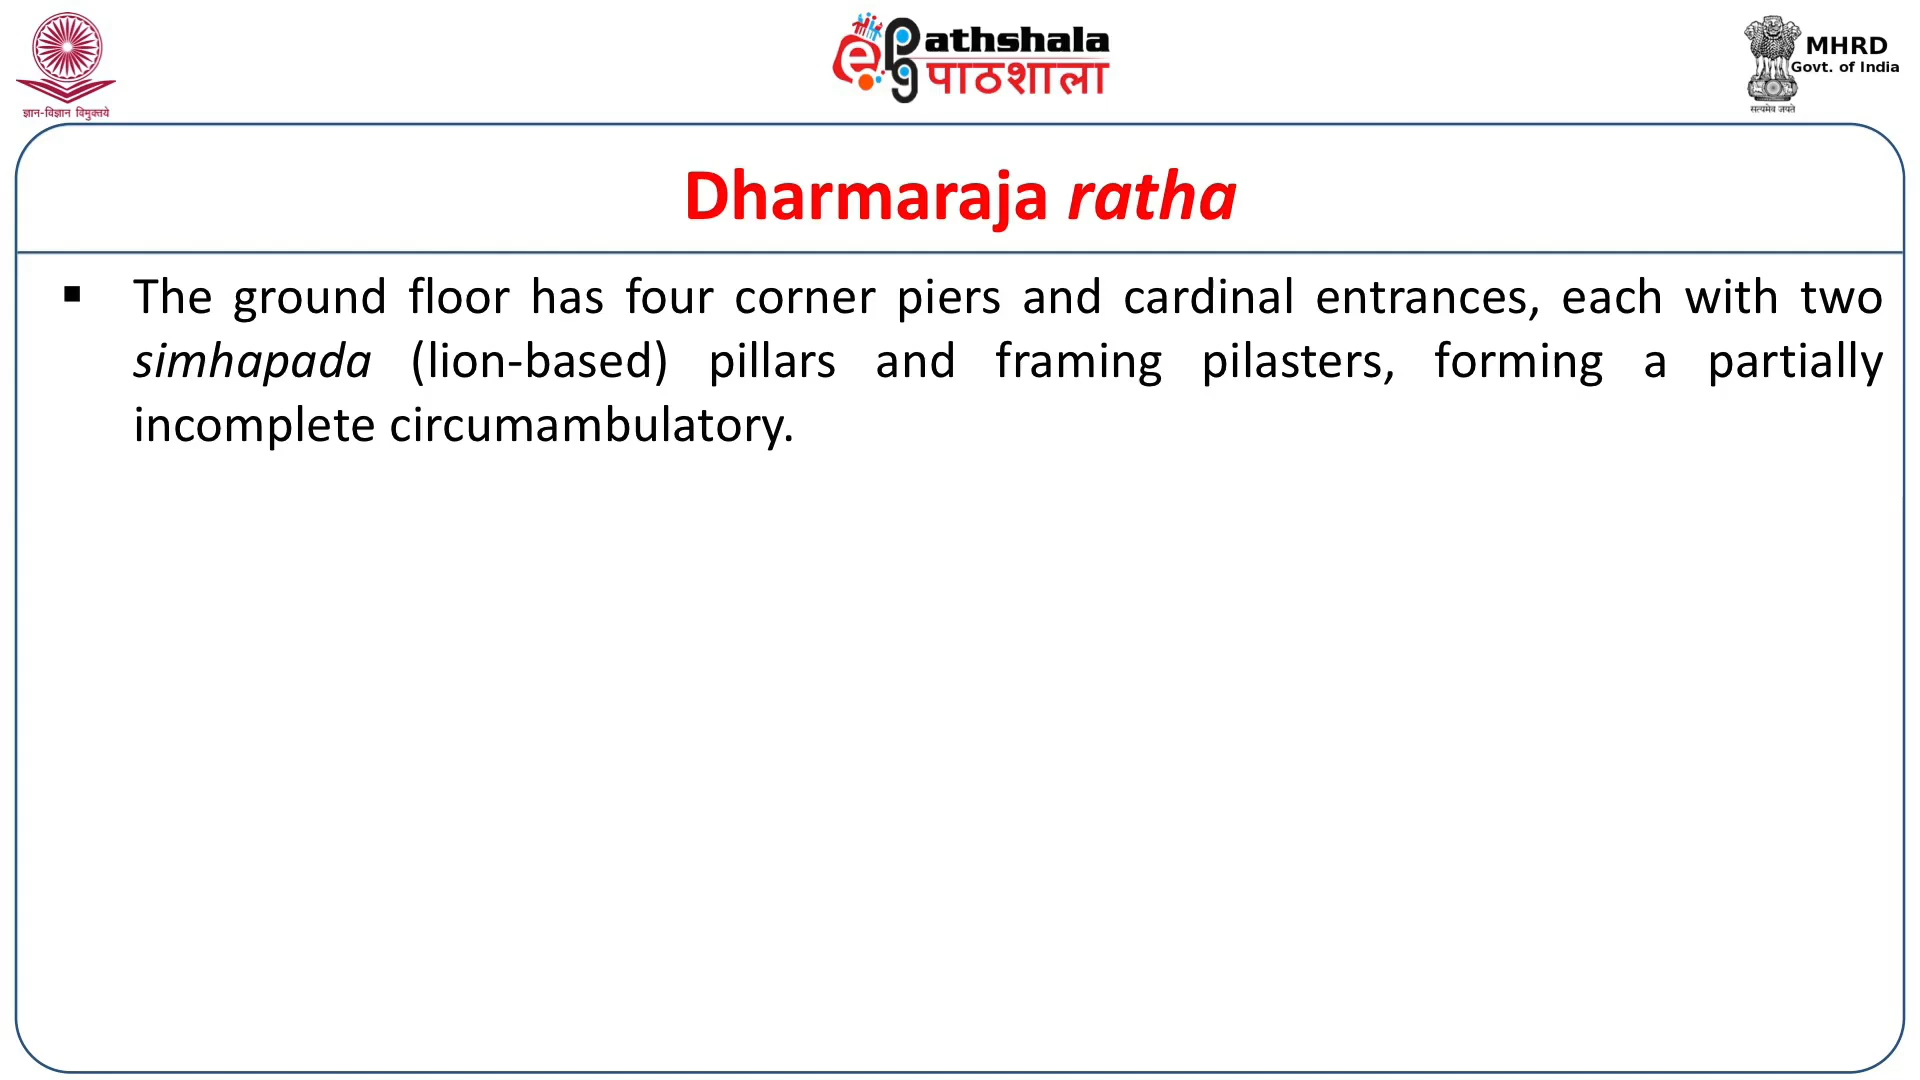 ज्ञान-विज्ञान विमुक्तये
e pg Pathshala
पाठशाला
MHRD
Govt. of India
सत्यमेव जयते
Dharmaraja ratha
▪ The ground floor has four corner piers and cardinal entrances, each with two
simhapada (lion-based) pillars and framing pilasters, forming a partially
incomplete circumambulatory.